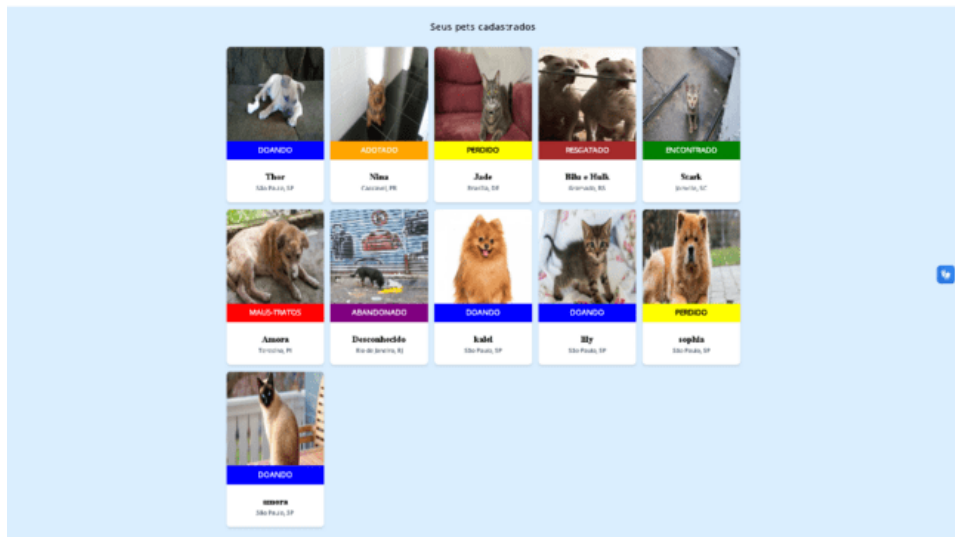 Seus pets cadastrados
DOANDO
Thor
São Paulo, SP
ADOTADO
Nina
Cascavel, PR
PERDIDO
Jade
Brasília, DF
RESGATADO
Bilu e Hulk
Gramado, RS
ENCONTRADO
Scark
Joinville, SC
MAUS-TRATOS
Amora
Teresina, PI
ABANDONADO
Desconhecido
Rio de Janeiro, RJ
DOANDO
kalel
São Paulo, SP
DOANDO
lily
São Paulo, SP
PERDIDO
sophia
São Paulo, SP
DOANDO
amora
São Paulo, SP